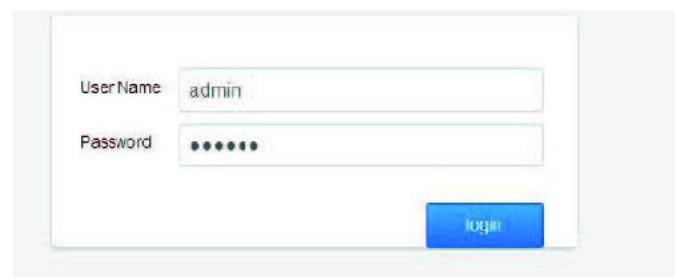 User Name admin
Password ●●●●●●
login